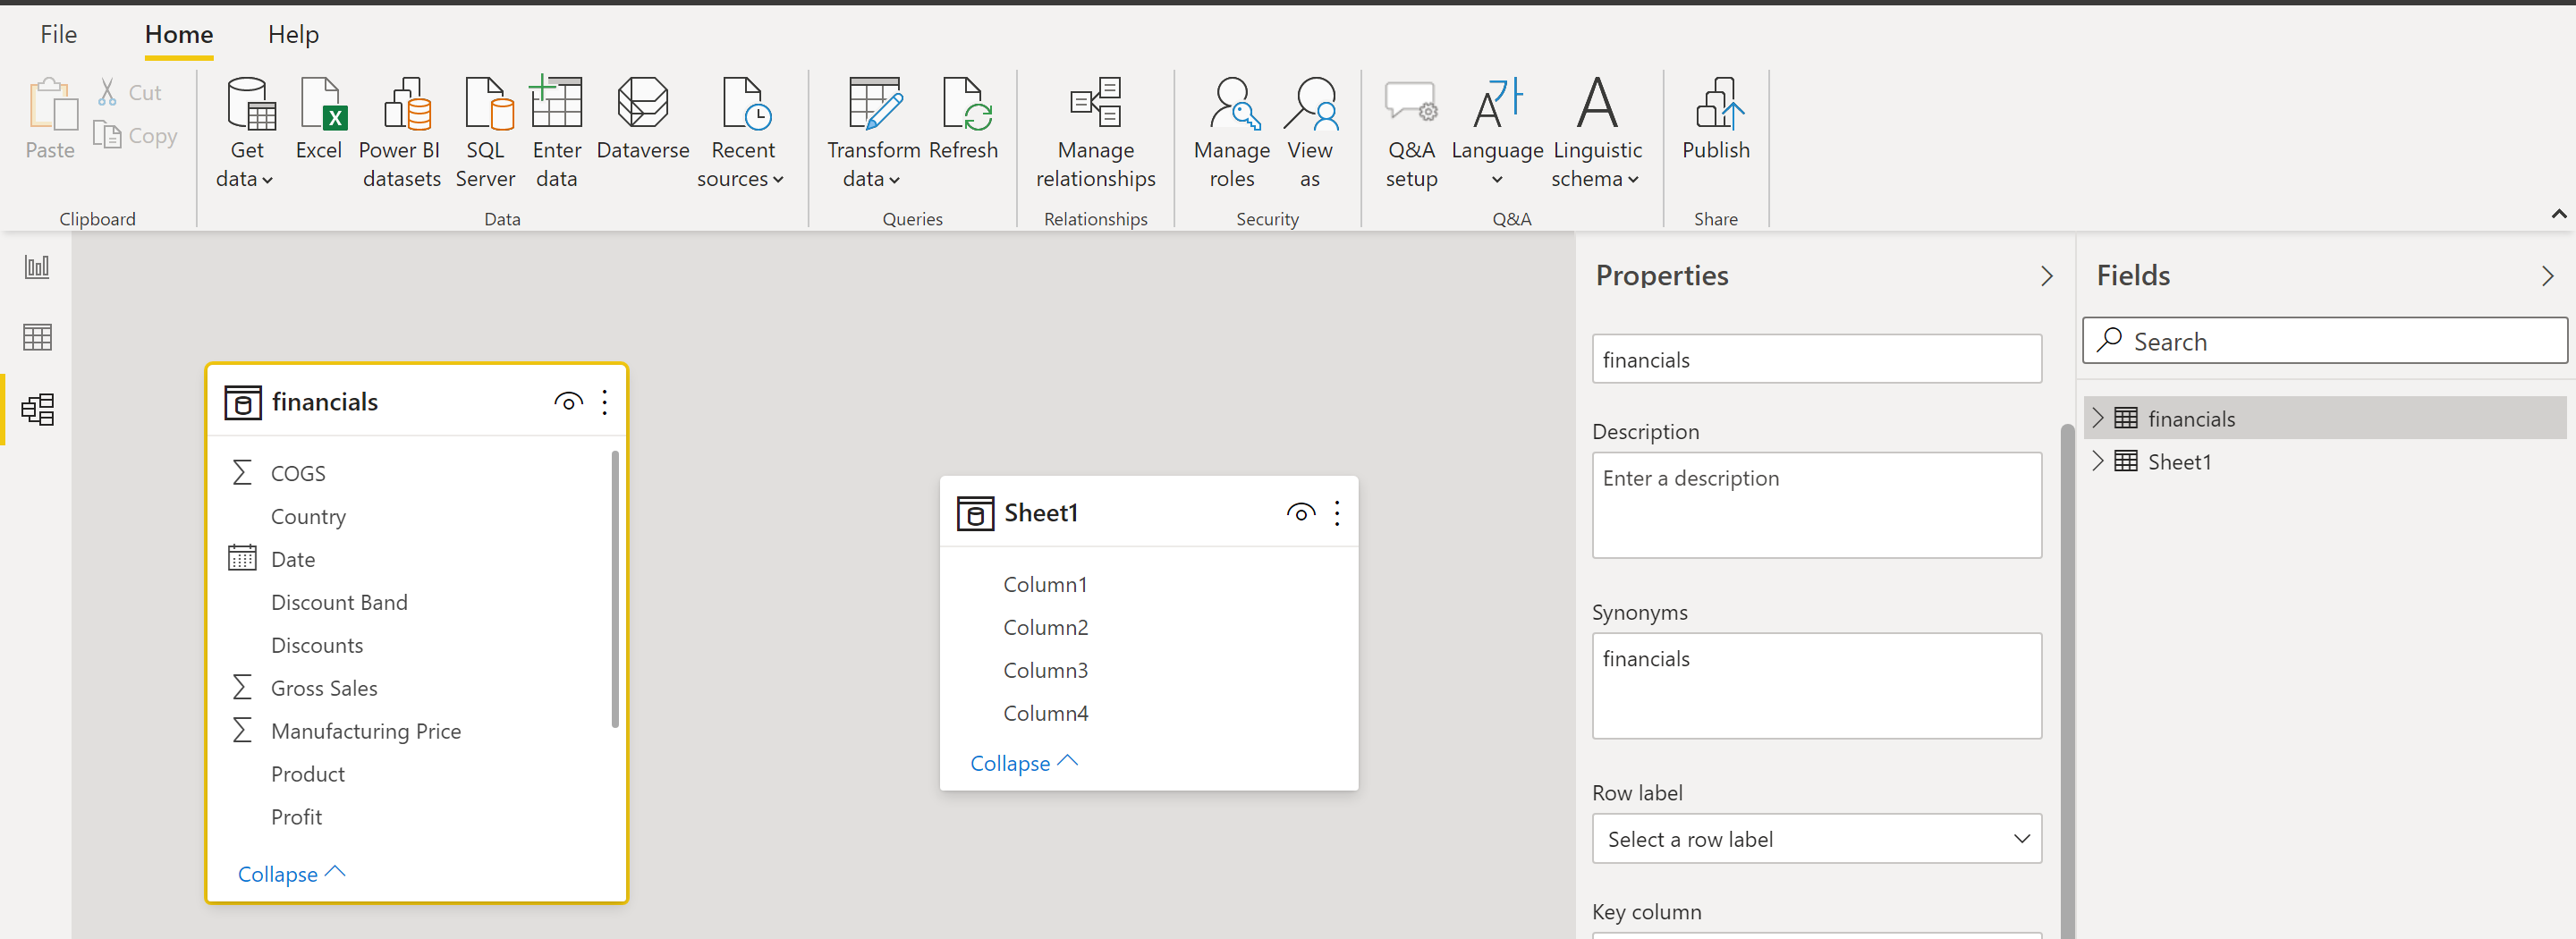 File Home Help
Paste
Cut
Copy
Clipboard
Get data
Excel
Power BI datasets
SQL Server
Enter data
Dataverse
Recent sources
Data
Transform data
Refresh
Queries
Manage relationships
Relationships
Manage roles
View as
Security
Q&A setup
Language
Linguistic schema
Q&A
Publish
Share
financials
COGS
Country
Date
Discount Band
Discounts
Gross Sales
Manufacturing Price
Product
Profit
Collapse
Sheet1
Column1
Column2
Column3
Column4
Collapse
Properties
financials
Description
Enter a description
Synonyms
financials
Row label
Select a row label
Key column
Fields
Search
financials
Sheet1